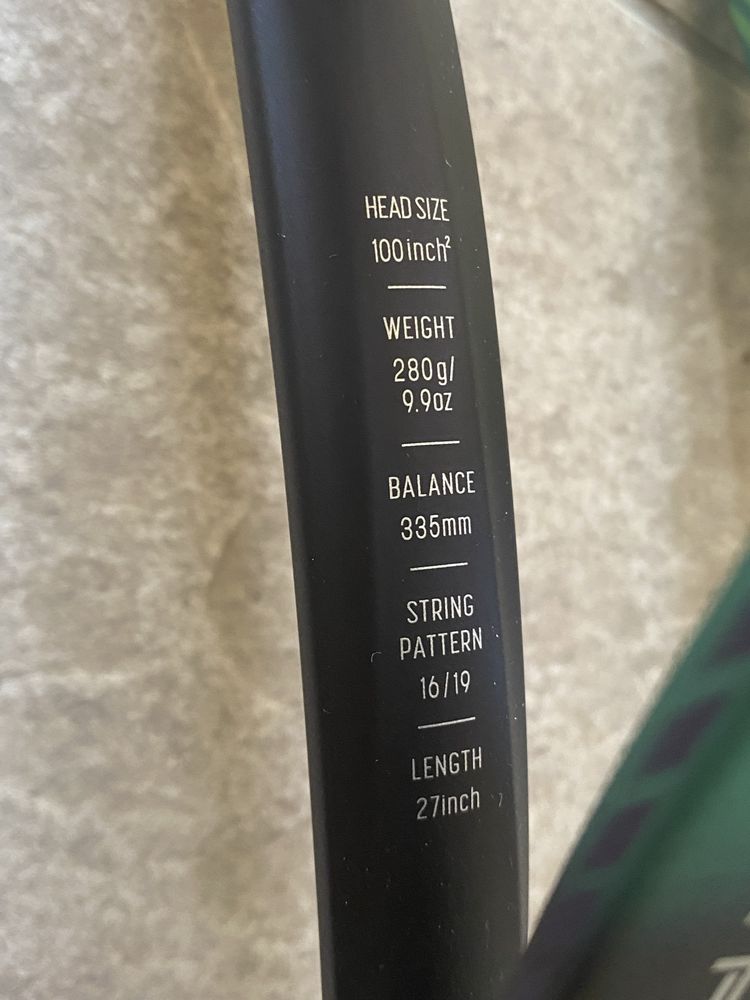 HEAD SIZE
100inch²
WEIGHT
280g/
9.9oz
BALANCE
335mm
STRING
PATTERN
16/19
LENGTH
27inch